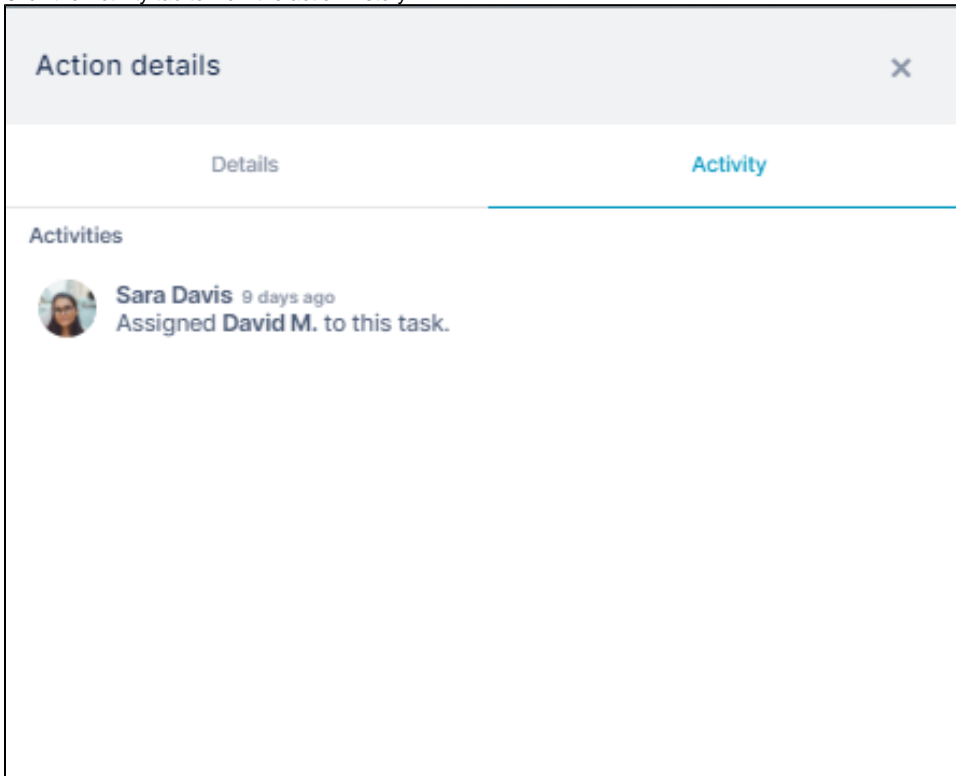 Action details
Details
Activity
Activities
Sara Davis 9 days ago
Assigned David M. to this task.